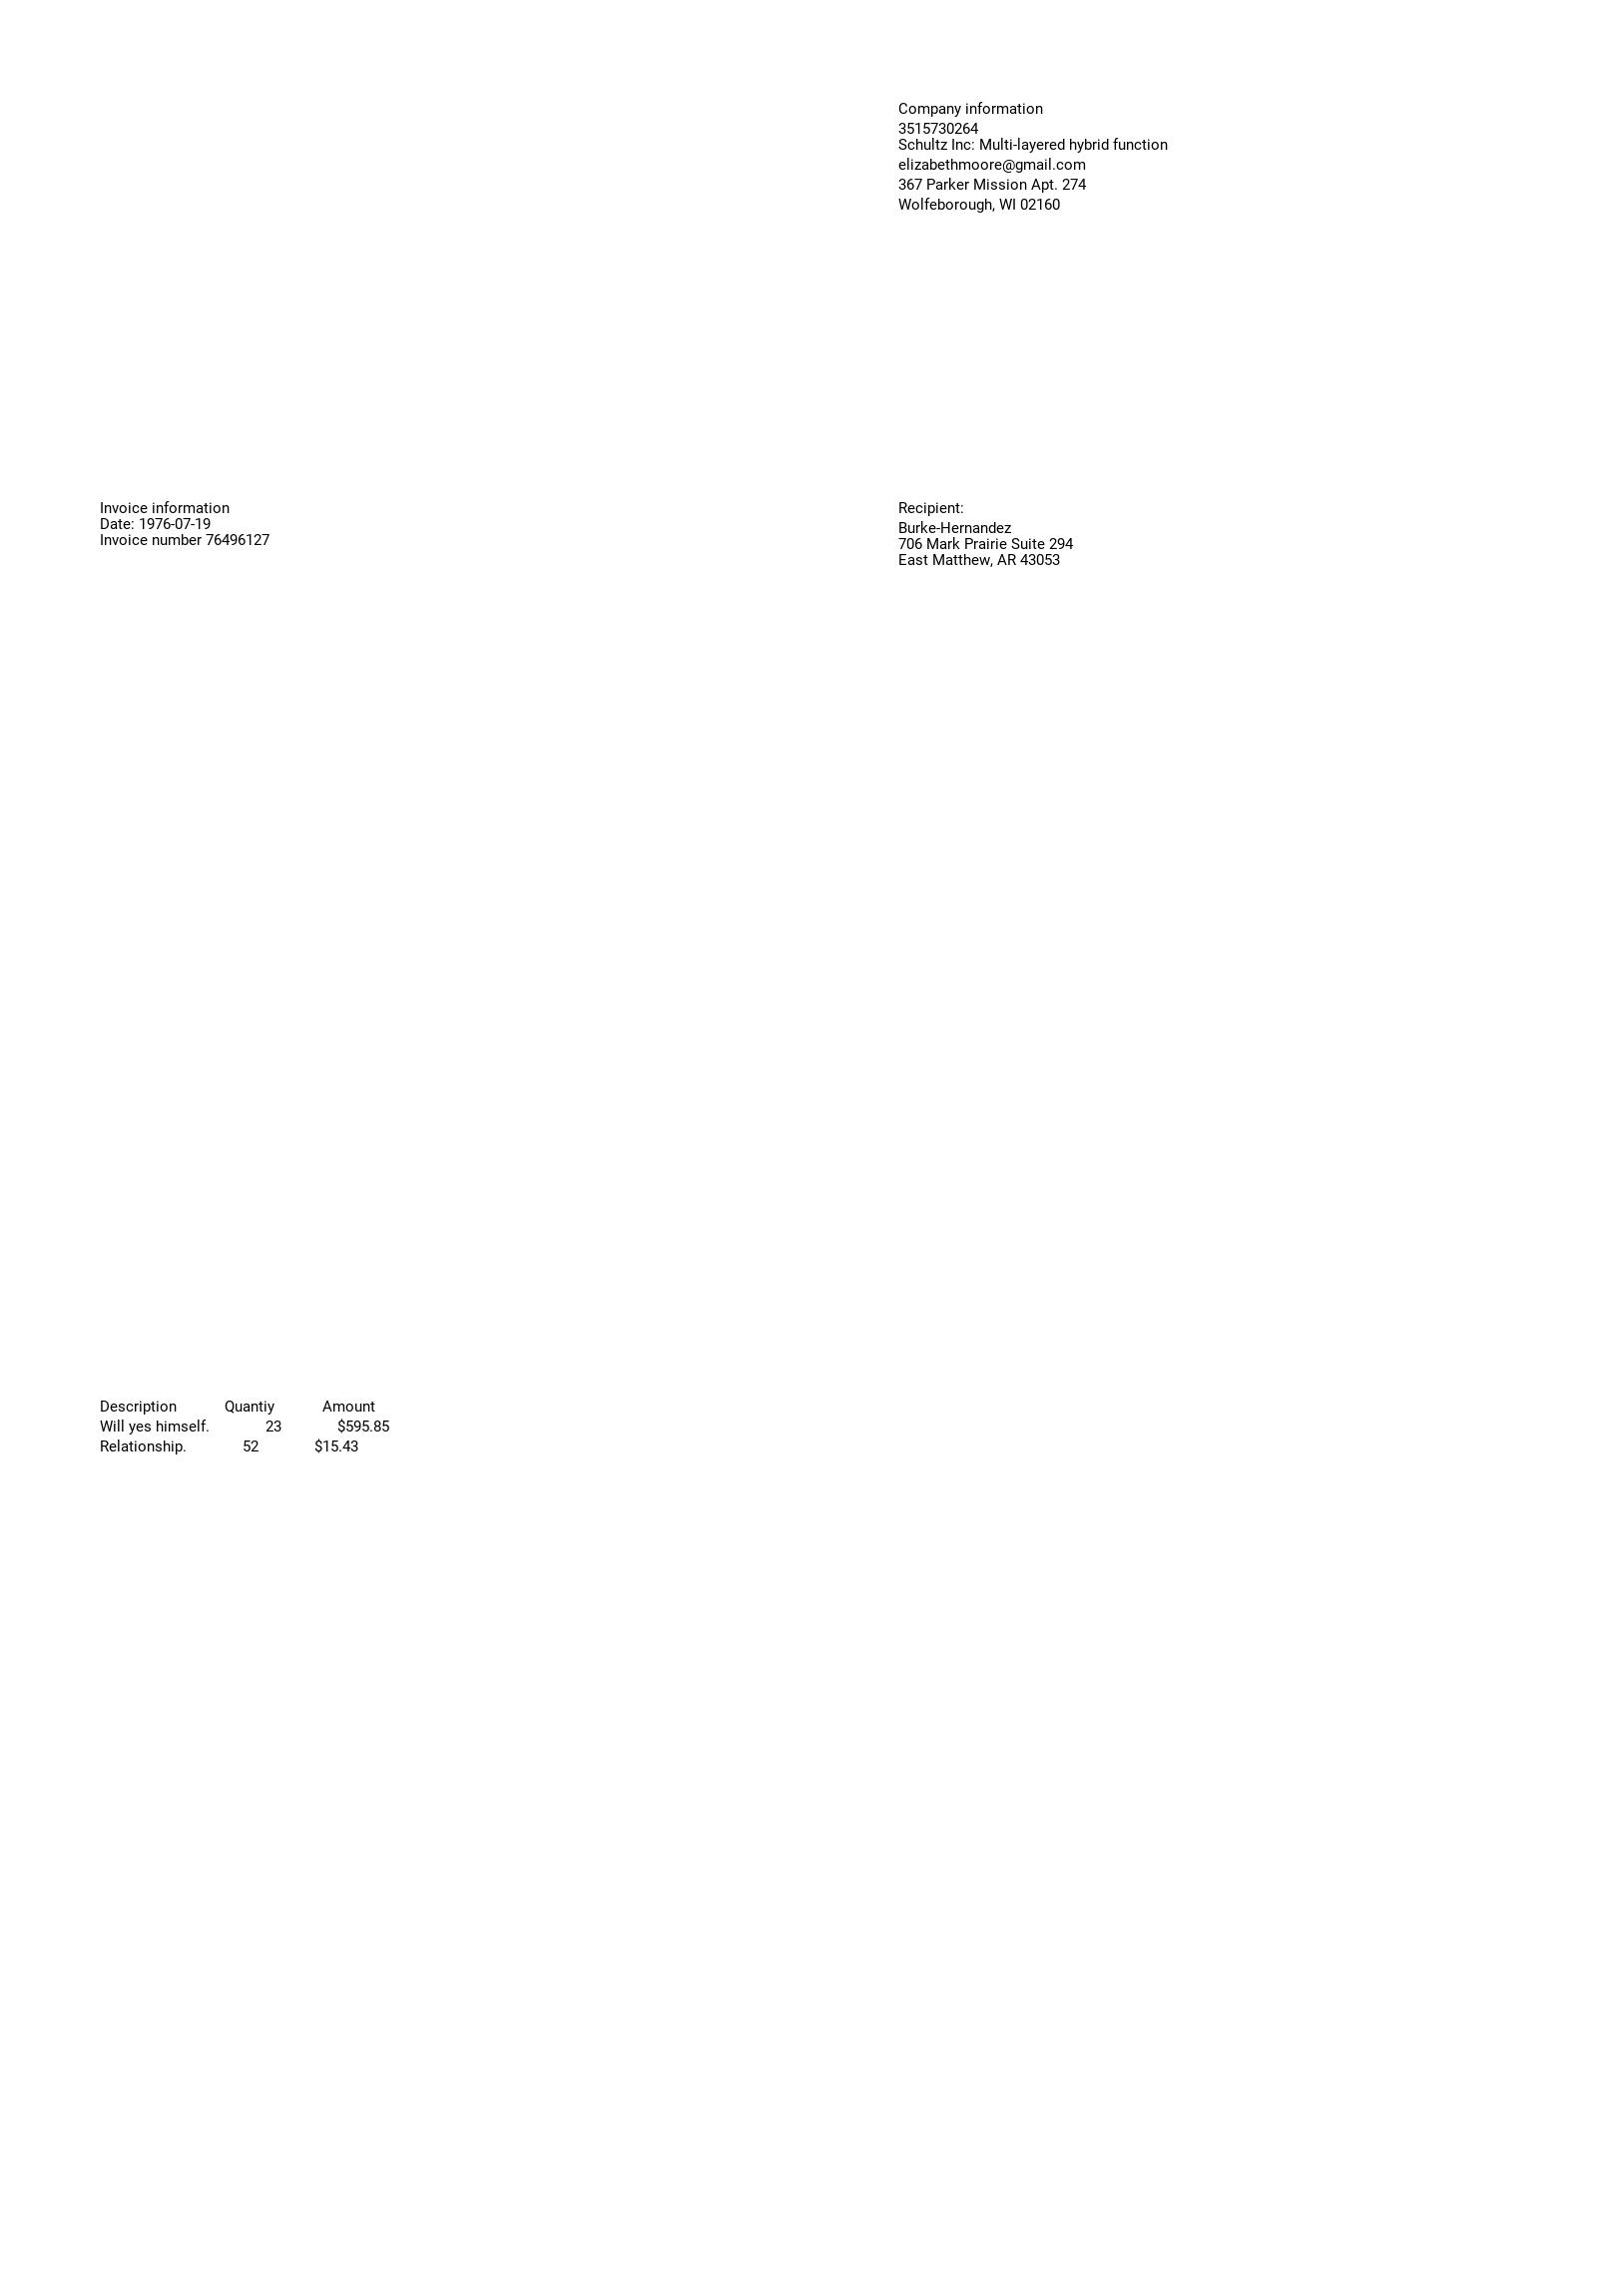 Company information
3515730264
Schultz Inc: Multi-layered hybrid function
elizabethmoore@gmail.com
367 Parker Mission Apt. 274
Wolfeborough, WI 02160
Invoice information
Date: 1976-07-19
Invoice number 76496127
Recipient:
Burke-Hernandez
706 Mark Prairie Suite 294
East Matthew, AR 43053
Description Quantiy Amount
Will yes himself. 23 $595.85
Relationship. 52 $15.43